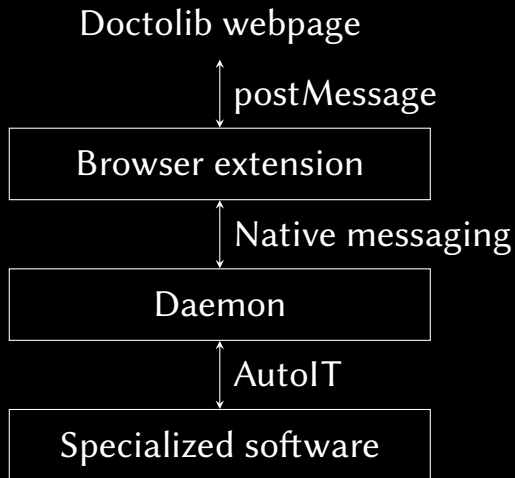 Doctolib webpage
postMessage
Browser extension
Native messaging
Daemon
AutoIT
Specialized software